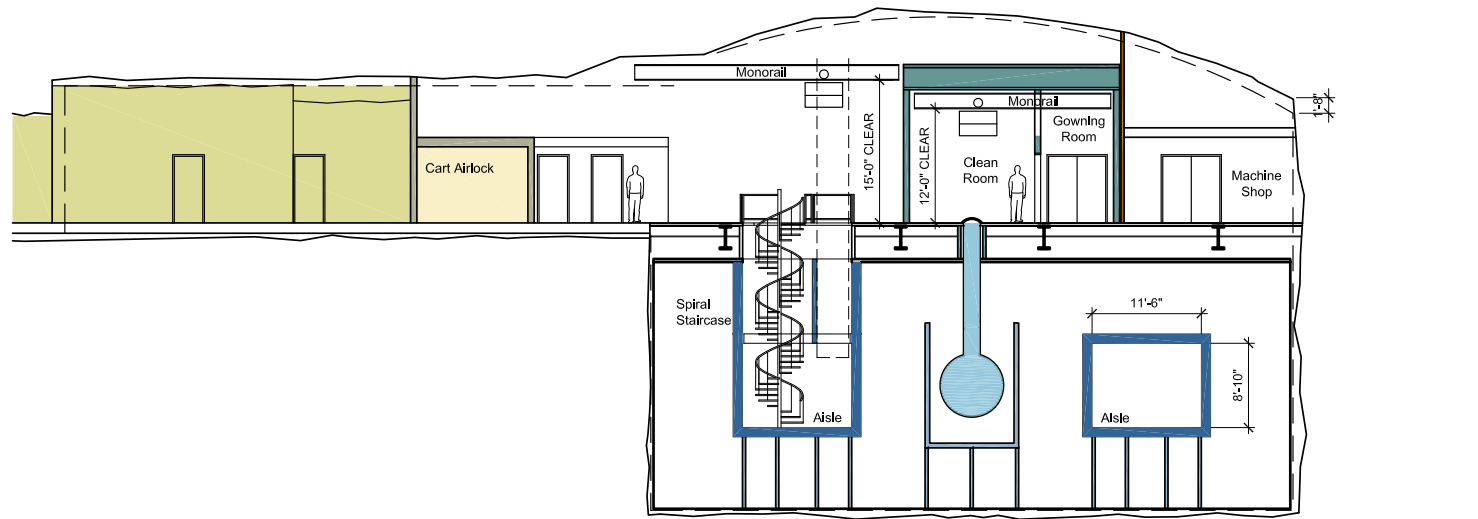 Monorail
Monorail
1'-8"
15'-0" CLEAR
12'-0" CLEAR
Gowning
Room
Cart Airlock
Clean
Room
Machine
Shop
Spiral
Staircase
11'-6"
8'-10"
Aisle
Aisle